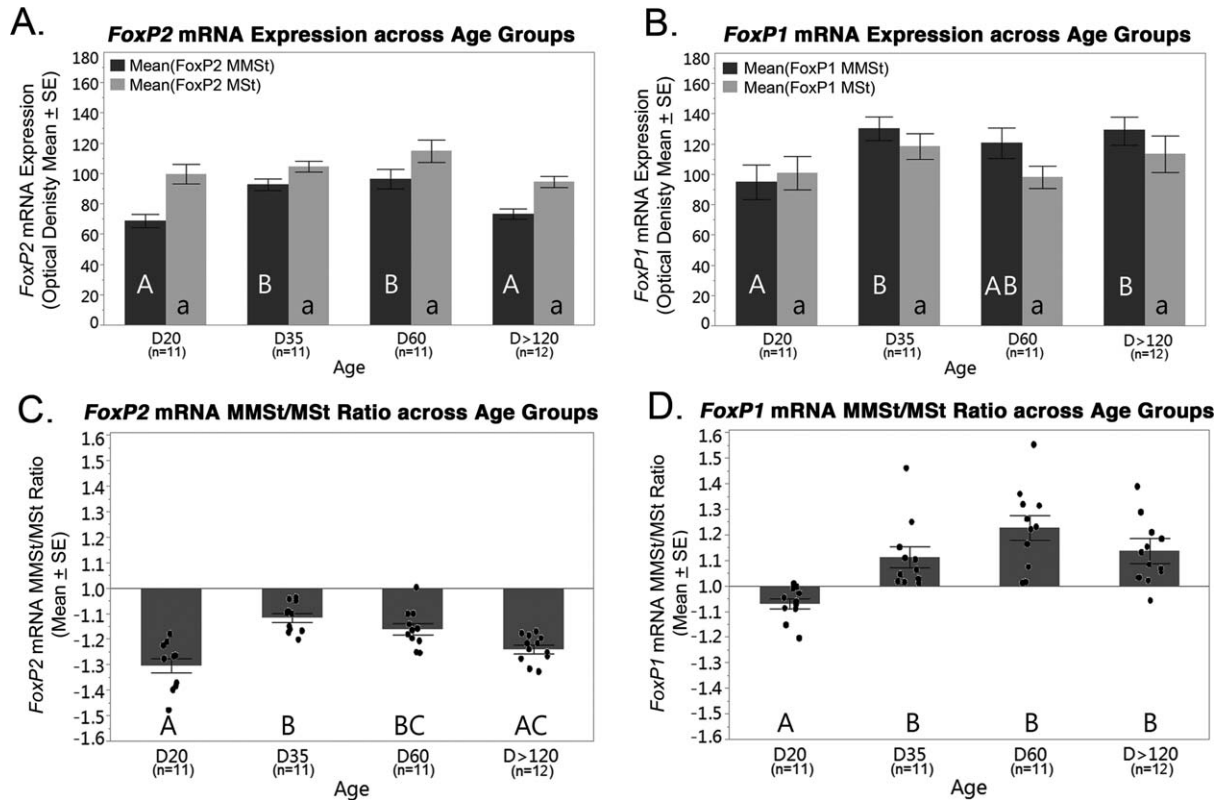 A.
FoxP2 mRNA Expression across Age Groups
FoxP2 mRNA Expression
(Optical Denisty Mean ± SE)
180
160
140
120
100
80
60
40
20
0
Mean(FoxP2 MMSt)
Mean(FoxP2 MSt)
A a B a B a A a
D20 D35 D60 D>120
(n=11) (n=11) (n=11) (n=12)
Age
B.
FoxP1 mRNA Expression across Age Groups
FoxP1 mRNA Expression
(Optical Denisty Mean ± SE)
180
160
140
120
100
80
60
40
20
0
Mean(FoxP1 MMSt)
Mean(FoxP1 MSt)
A a B a AB a B a
D20 D35 D60 D>120
(n=11) (n=11) (n=11) (n=12)
Age
C.
FoxP2 mRNA MMSt/MSt Ratio across Age Groups
FoxP2 mRNA MMSt/MSt Ratio
(Mean ± SE)
1.6
1.5
1.4
1.3
1.2
1.1
1.0
-1.1
-1.2
-1.3
-1.4
-1.5
-1.6
A B BC AC
D20 D35 D60 D>120
(n=11) (n=11) (n=11) (n=12)
Age
D.
FoxP1 mRNA MMSt/MSt Ratio across Age Groups
FoxP1 mRNA MMSt/MSt Ratio
(Mean ± SE)
1.6
1.5
1.4
1.3
1.2
1.1
1.0
-1.1
-1.2
-1.3
-1.4
-1.5
-1.6
A B B B
D20 D35 D60 D>120
(n=11) (n=11) (n=11) (n=12)
Age